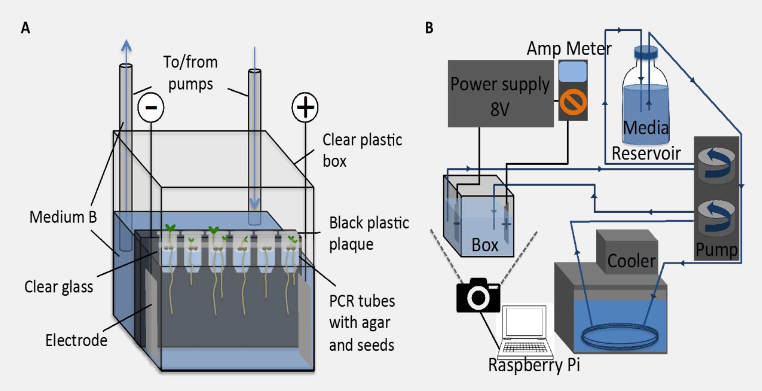 A
To/from
pumps
−
+
Clear plastic
box
Medium B
Black plastic
plaque
Clear glass
PCR tubes
with agar
and seeds
Electrode
B
Amp Meter
Power supply
8V
Media
Reservoir
Box
Pump
Cooler
Raspberry Pi